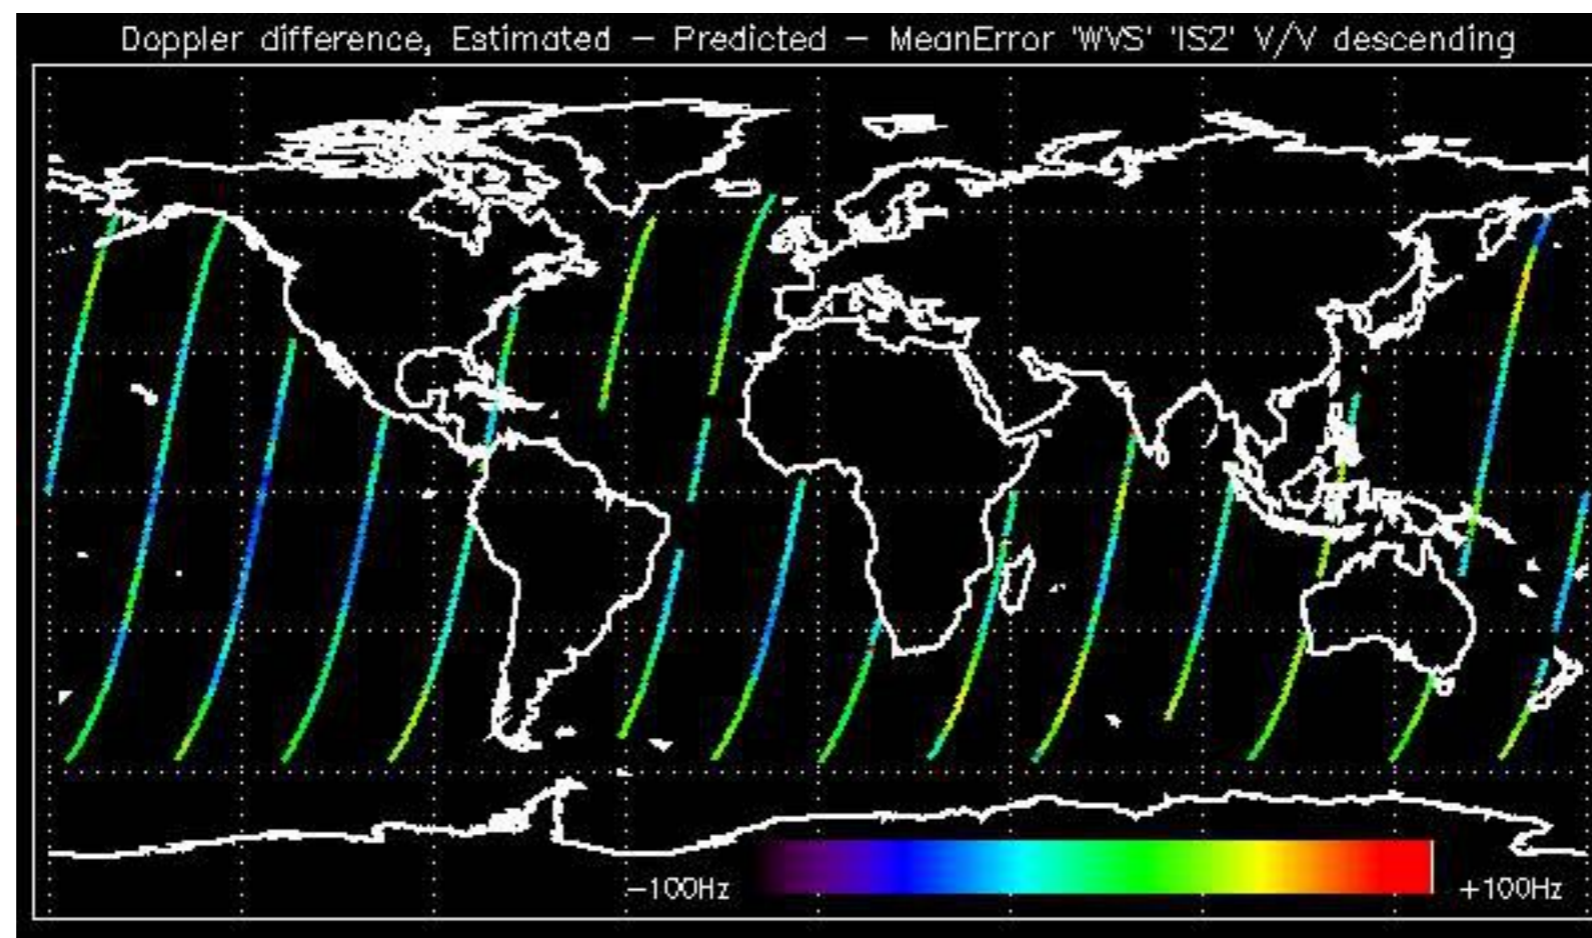 Doppler difference, Estimated – Predicted – MeanError 'WVS' 'IS2' V/V descending
–100Hz
+100Hz